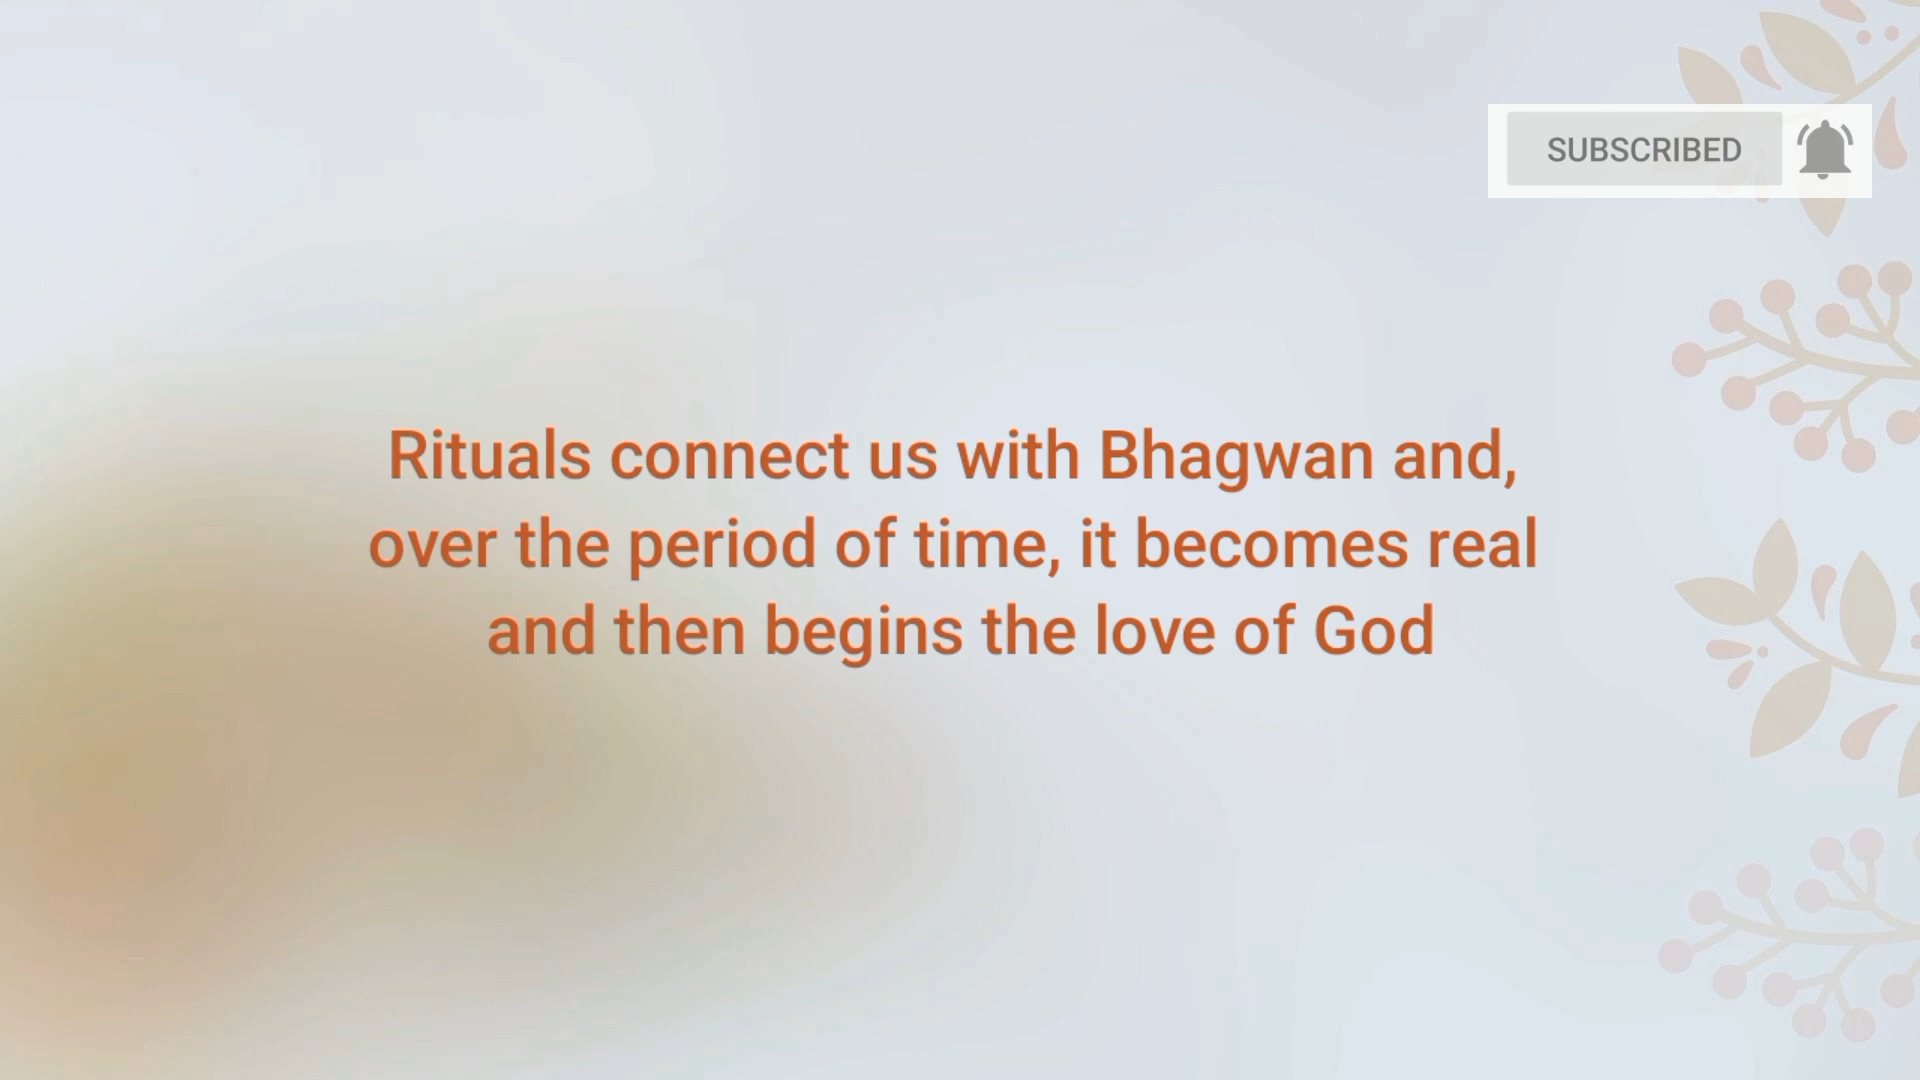 SUBSCRIBED
Rituals connect us with Bhagwan and,
over the period of time, it becomes real
and then begins the love of God